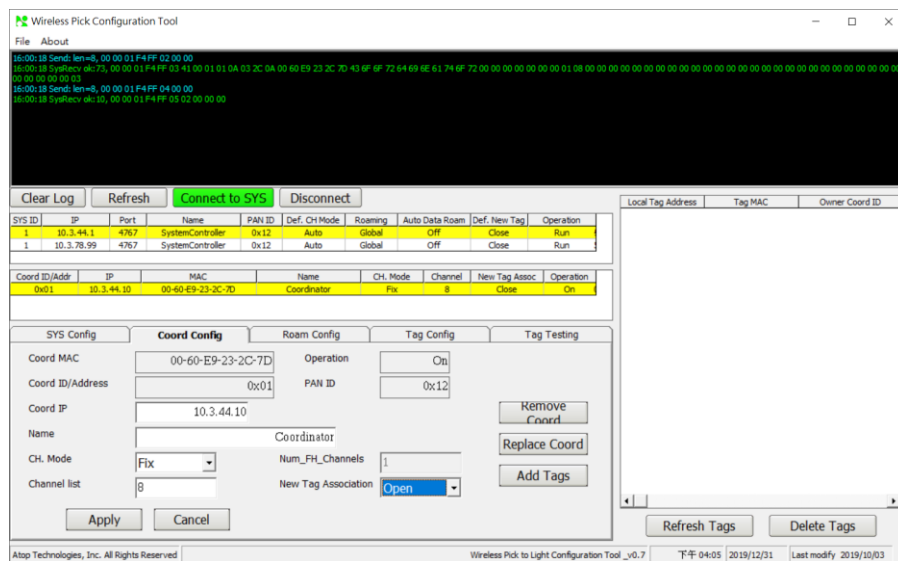 Wireless Pick Configuration Tool
File About
16:00:18 Send: len=8, 00 00 01 F4 FF 02 00 00
16:00:18 SysRecv ok:73, 00 00 01 F4 FF 03 41 00 01 01 0A 03 2C 0A 00 60 E9 23 2C 7D 43 6F 6F 72 64 69 6E 61 74 6F 72 00 00 00 00 00 00 00 01 08 00 00 00 00 00 00 00 00 00 00 00 00 00 00 00 00 00 00 00 00 00 00 00
00 00 00 00 00 03
16:00:18 Send: len=8, 00 00 01 F4 FF 04 00 00
16:00:18 SysRecv ok:10, 00 00 01 F4 FF 05 02 00 00 00
Clear Log Refresh Connect to SYS Disconnect
SYS ID IP Port Name PAN ID Def. CH Mode Roaming Auto Data Roam Def. New Tag Operation
1 10.3.44.1 4767 SystemController 0x12 Auto Global Off Close Run
1 10.3.78.99 4767 SystemController 0x12 Auto Global Off Close Run
Coord ID/Addr IP MAC Name CH. Mode Channel New Tag Assoc Operation
0x01 10.3.44.10 00-60-E9-23-2C-7D Coordinator Fix 8 Close On
Local Tag Address Tag MAC Owner Coord ID
SYS Config Coord Config Roam Config Tag Config Tag Testing
Coord MAC 00-60-E9-23-2C-7D Operation On
Coord ID/Address 0x01 PAN ID 0x12
Coord IP 10.3.44.10 Remove Coord
Name Coordinator Replace Coord
CH. Mode Fix Num_FH_Channels 1 Add Tags
Channel list 8 New Tag Association Open
Apply Cancel
Refresh Tags Delete Tags
Atop Technologies, Inc. All Rights Reserved Wireless Pick to Light Configuration Tool _v0.7 下午 04:05 2019/12/31 Last modify 2019/10/03